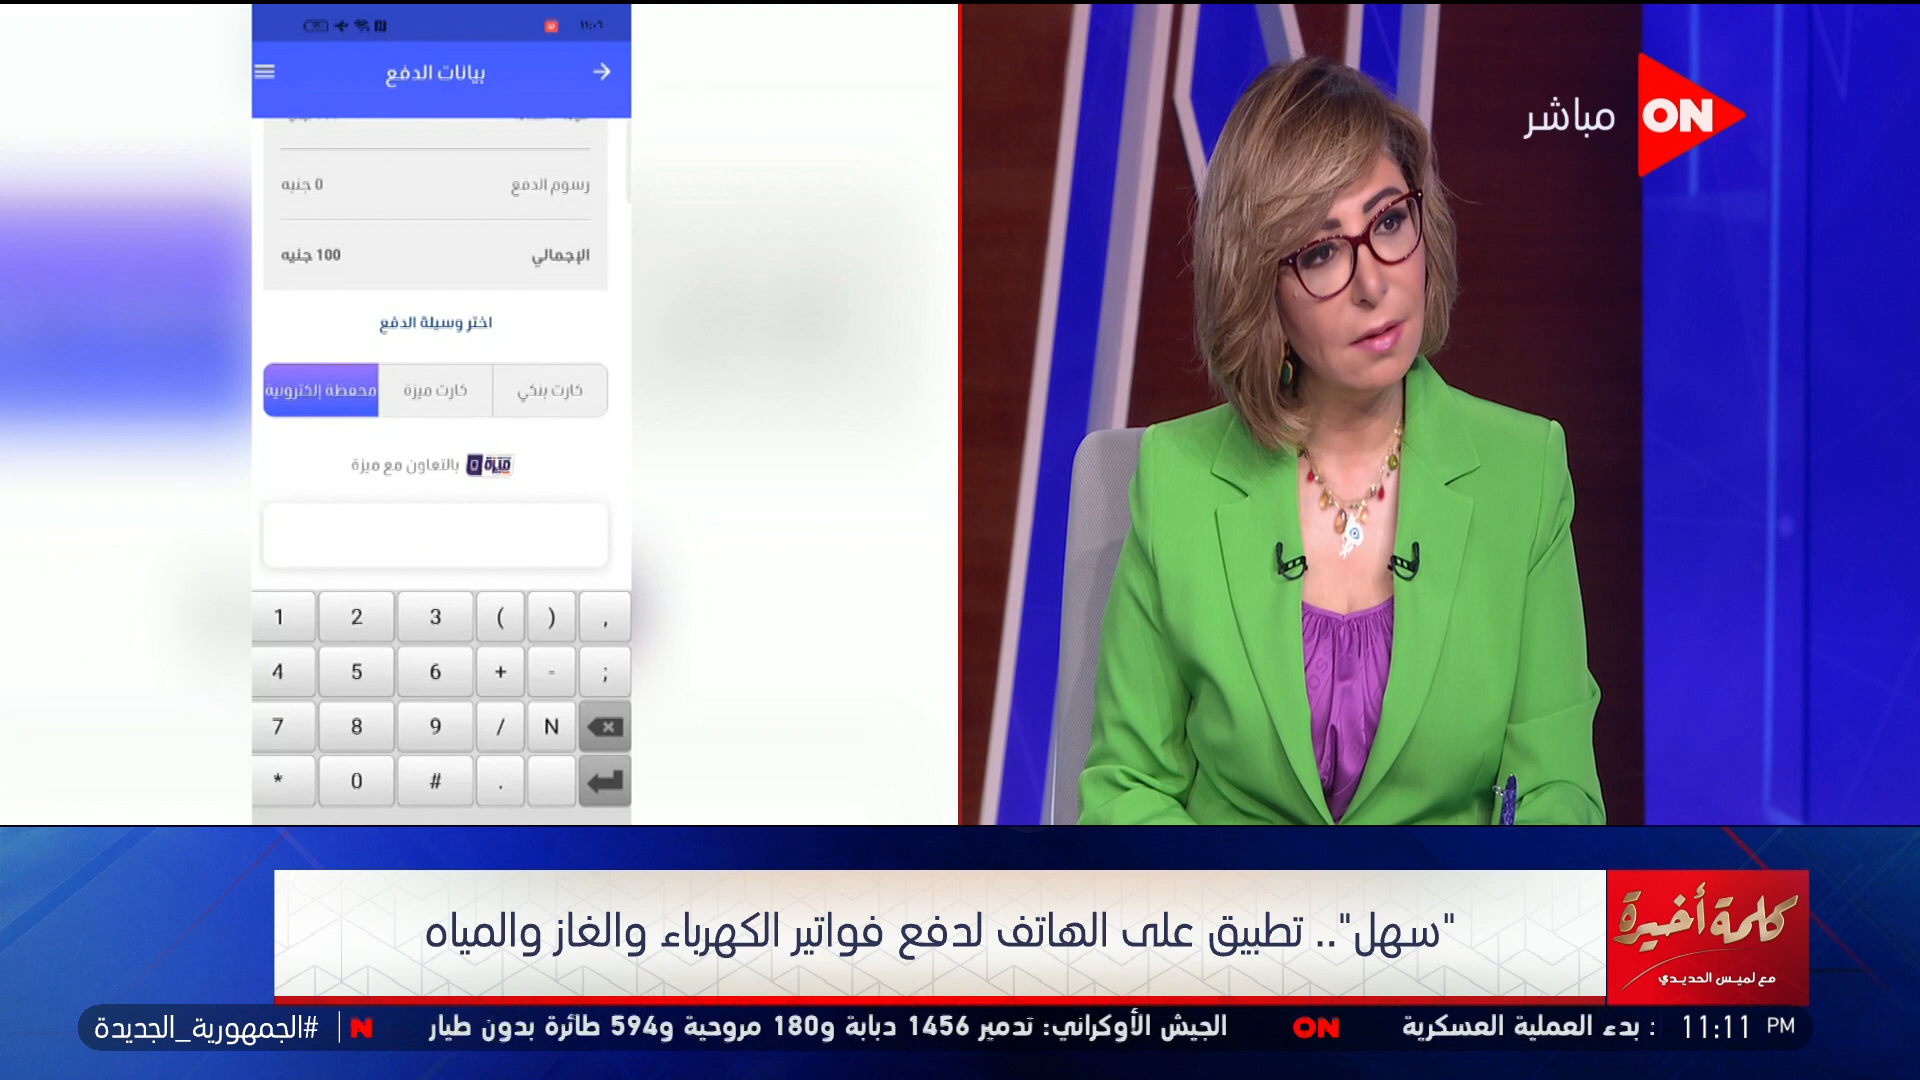 ١١:٠٦
بيانات الدفع
رسوم الدفع 0 جنيه
الإجمالي 100 جنيه
اختر وسيلة الدفع
كارت بنكي كارت ميزة محفظة إلكترونية
ميزة بالتعاون مع ميزة
1 2 3 ( ) ,
4 5 6 + - ;
7 8 9 / N
* 0 # .
مباشر ON
"سهل".. تطبيق على الهاتف لدفع فواتير الكهرباء والغاز والمياه
كلمة أخيرة
مع لميس الحديدي
11:11 PM
: بدء العملية العسكرية ON الجيش الأوكراني: تدمير 1456 دبابة و180 مروحية و594 طائرة بدون طيار N
#الجمهورية_الجديدة